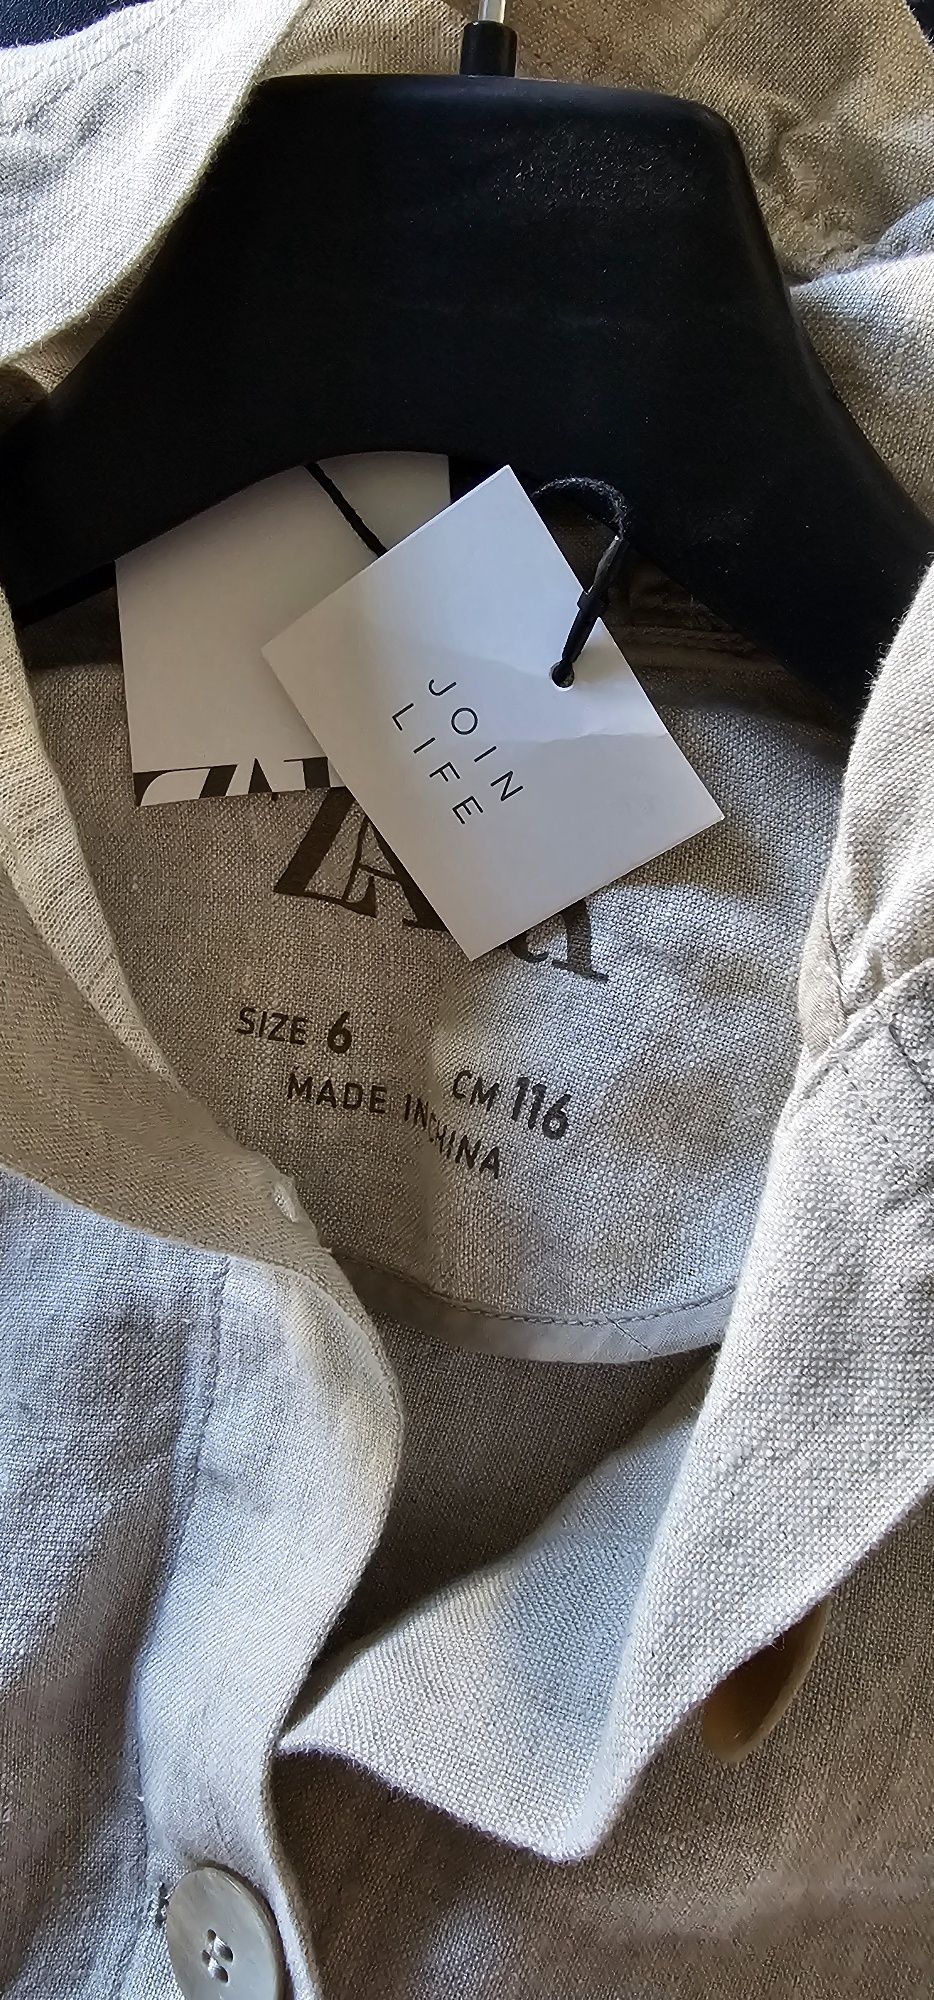 JOIN
LIFE
SIZE 6
CM 116
MADE IN CHINA